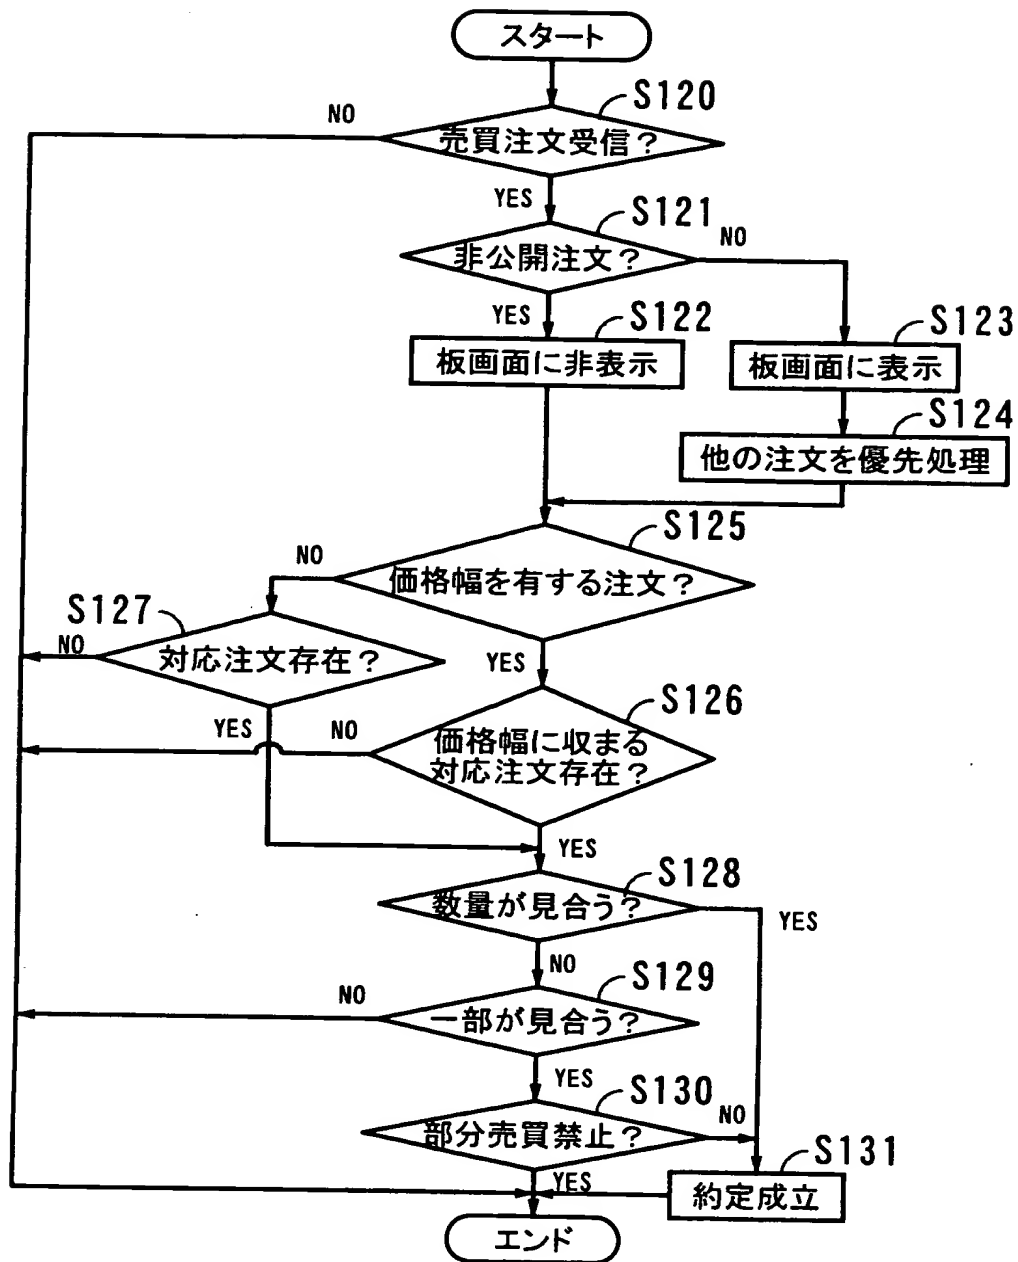 スタート
S120
NO
売買注文受信?
YES
S121
非公開注文?
NO
YES
S122
板画面に非表示
S123
板画面に表示
S124
他の注文を優先処理
S125
NO
価格幅を有する注文?
S127
NO
対応注文存在?
YES
YES
NO
S126
価格幅に収まる
対応注文存在?
YES
S128
数量が見合う?
YES
NO
S129
NO
一部が見合う?
YES
S130
部分売買禁止?
NO
S131
YES
約定成立
エンド